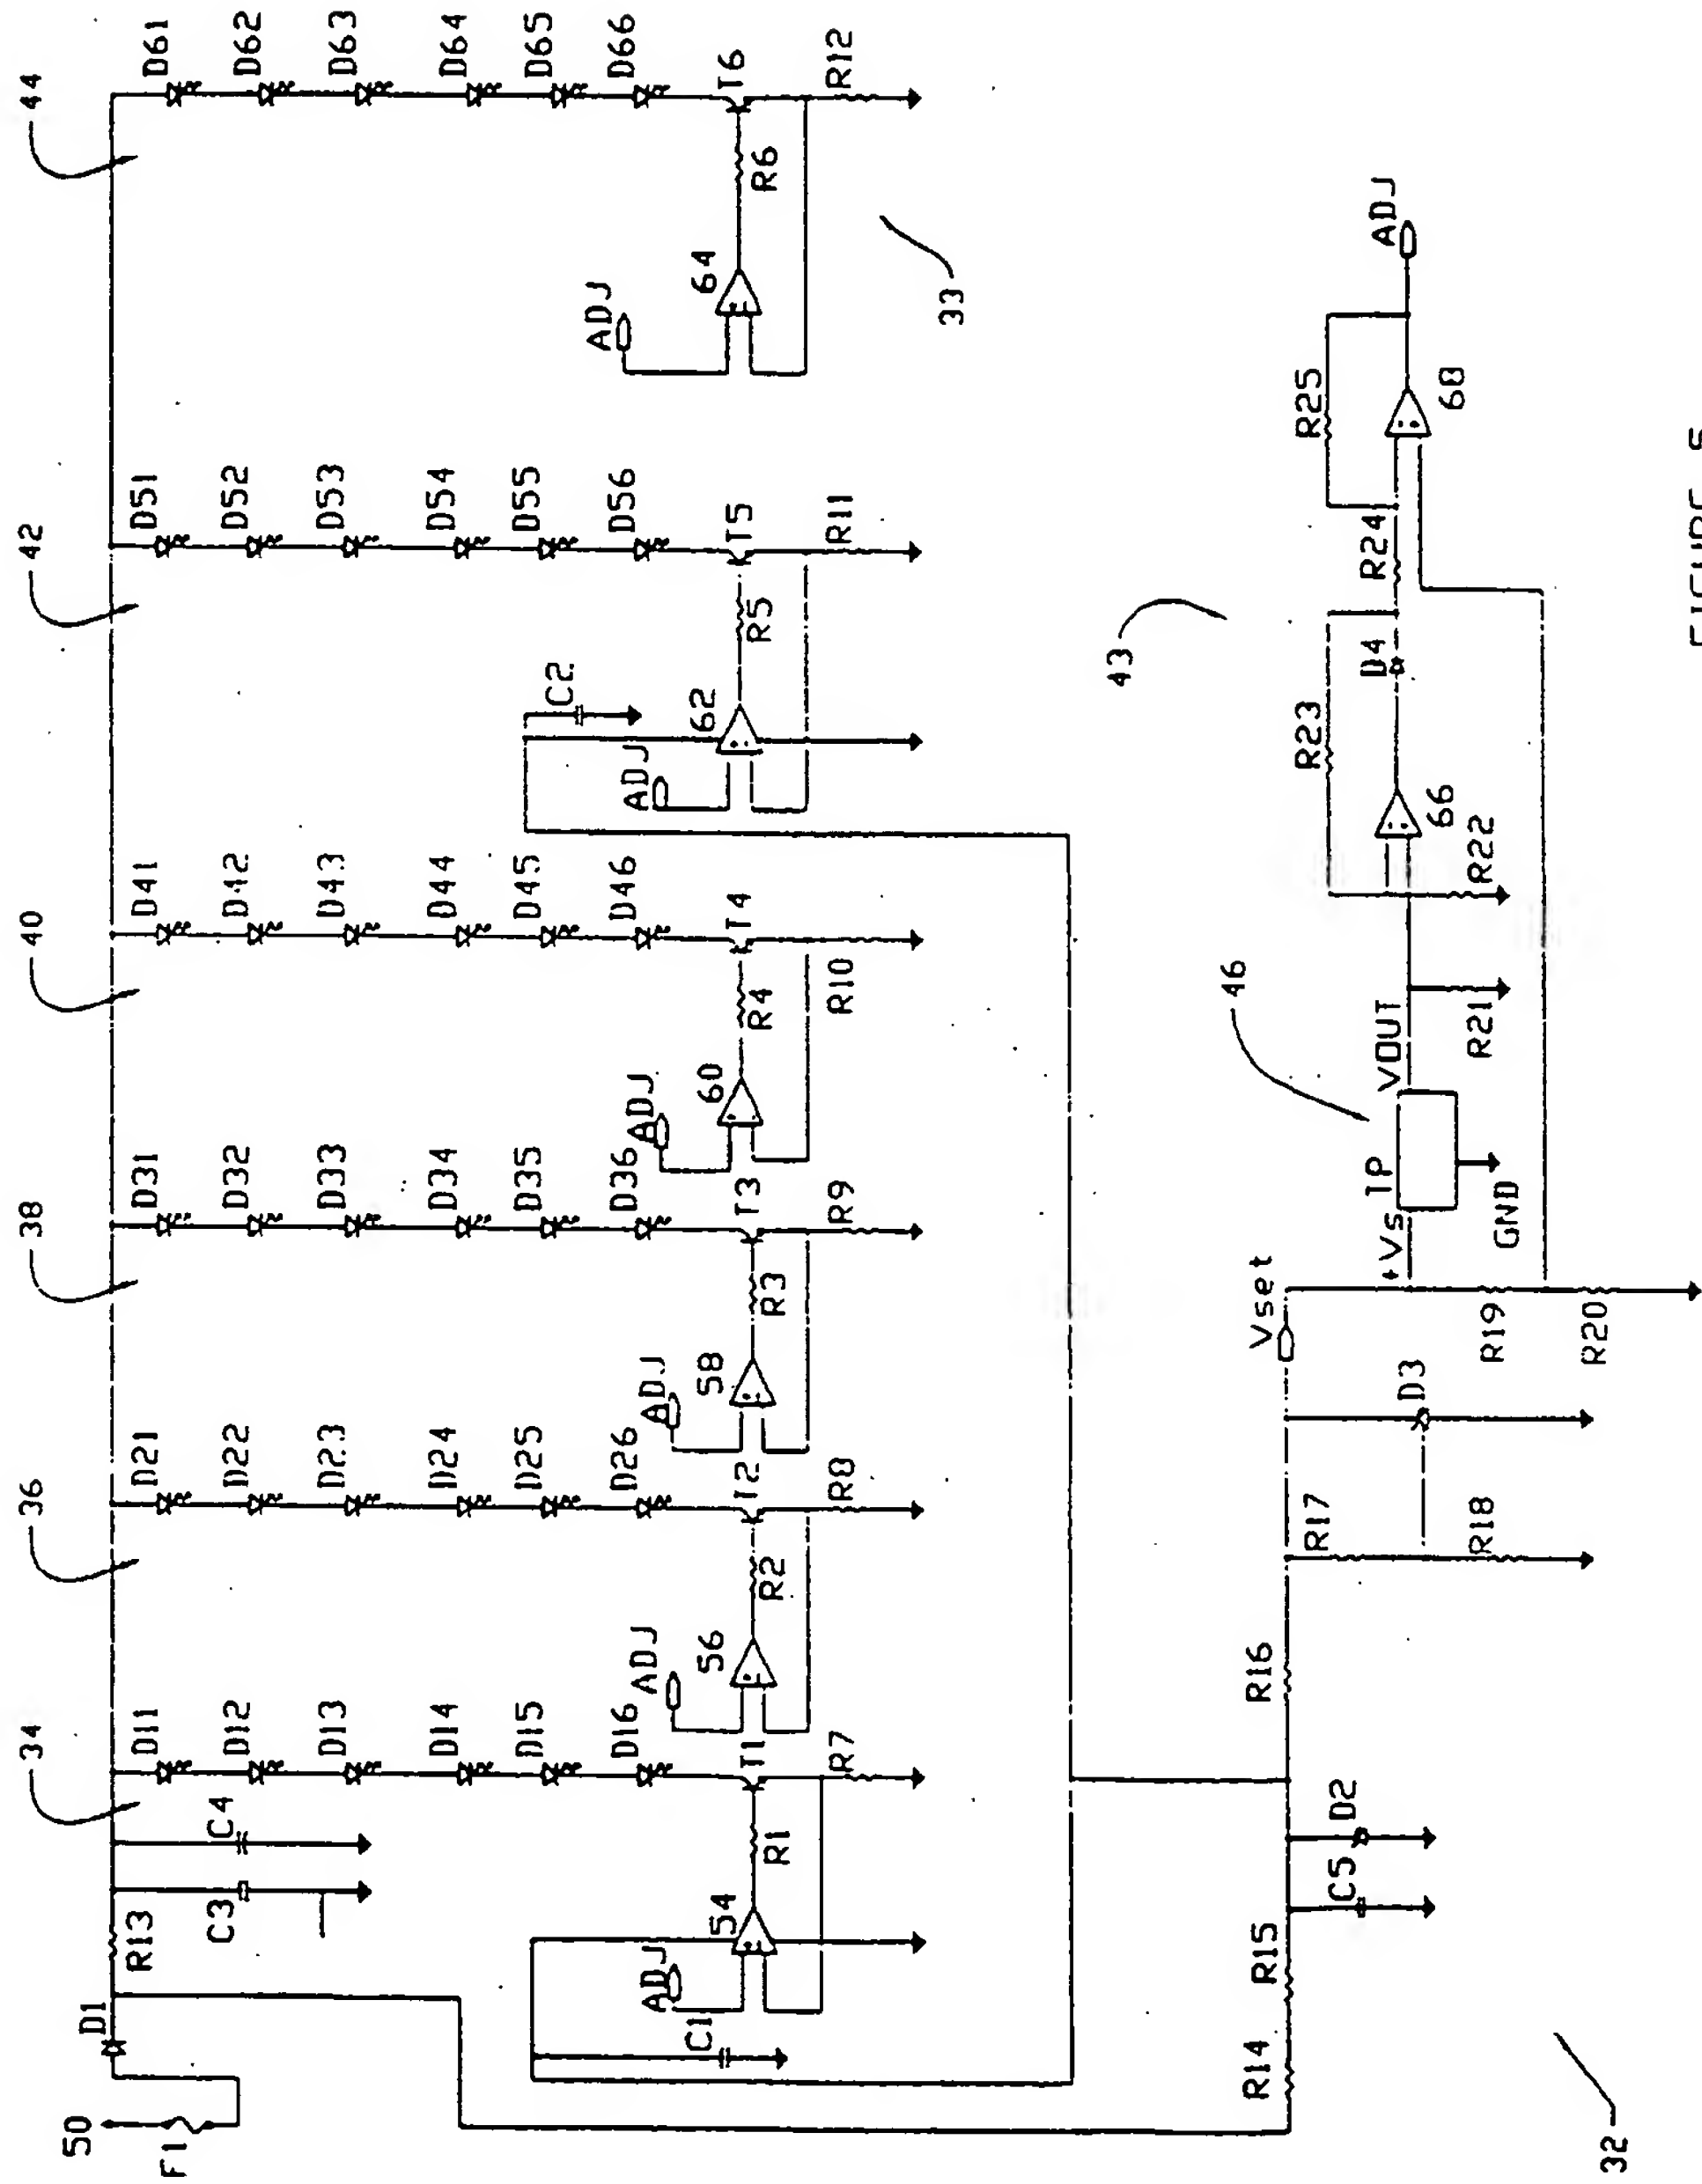 34
36
38
40
42
44
50
F1
D1
R13
C3
C4
D11
D12
D13
D14
D15
D16
D21
D22
D23
D24
D25
D26
D31
D32
D33
D34
D35
D36
D41
D42
D43
D44
D45
D46
D51
D52
D53
D54
D55
D56
D61
D62
D63
D64
D65
D66
C1
ADJ
54
R1
T1
R7
ADJ
56
R2
T2
R8
ADJ
58
R3
T3
R9
ADJ
60
R4
T4
R10
C2
ADJ
62
R5
T5
R11
ADJ
64
R6
T6
R12
33
43
46
R14
R15
C5
D2
R16
R17
R18
D3
Vset
+Vs
TP
VOUT
GND
R19
R20
R21
R22
66
R23
D4
R24
R25
68
ADJ
32
FIGURE 5